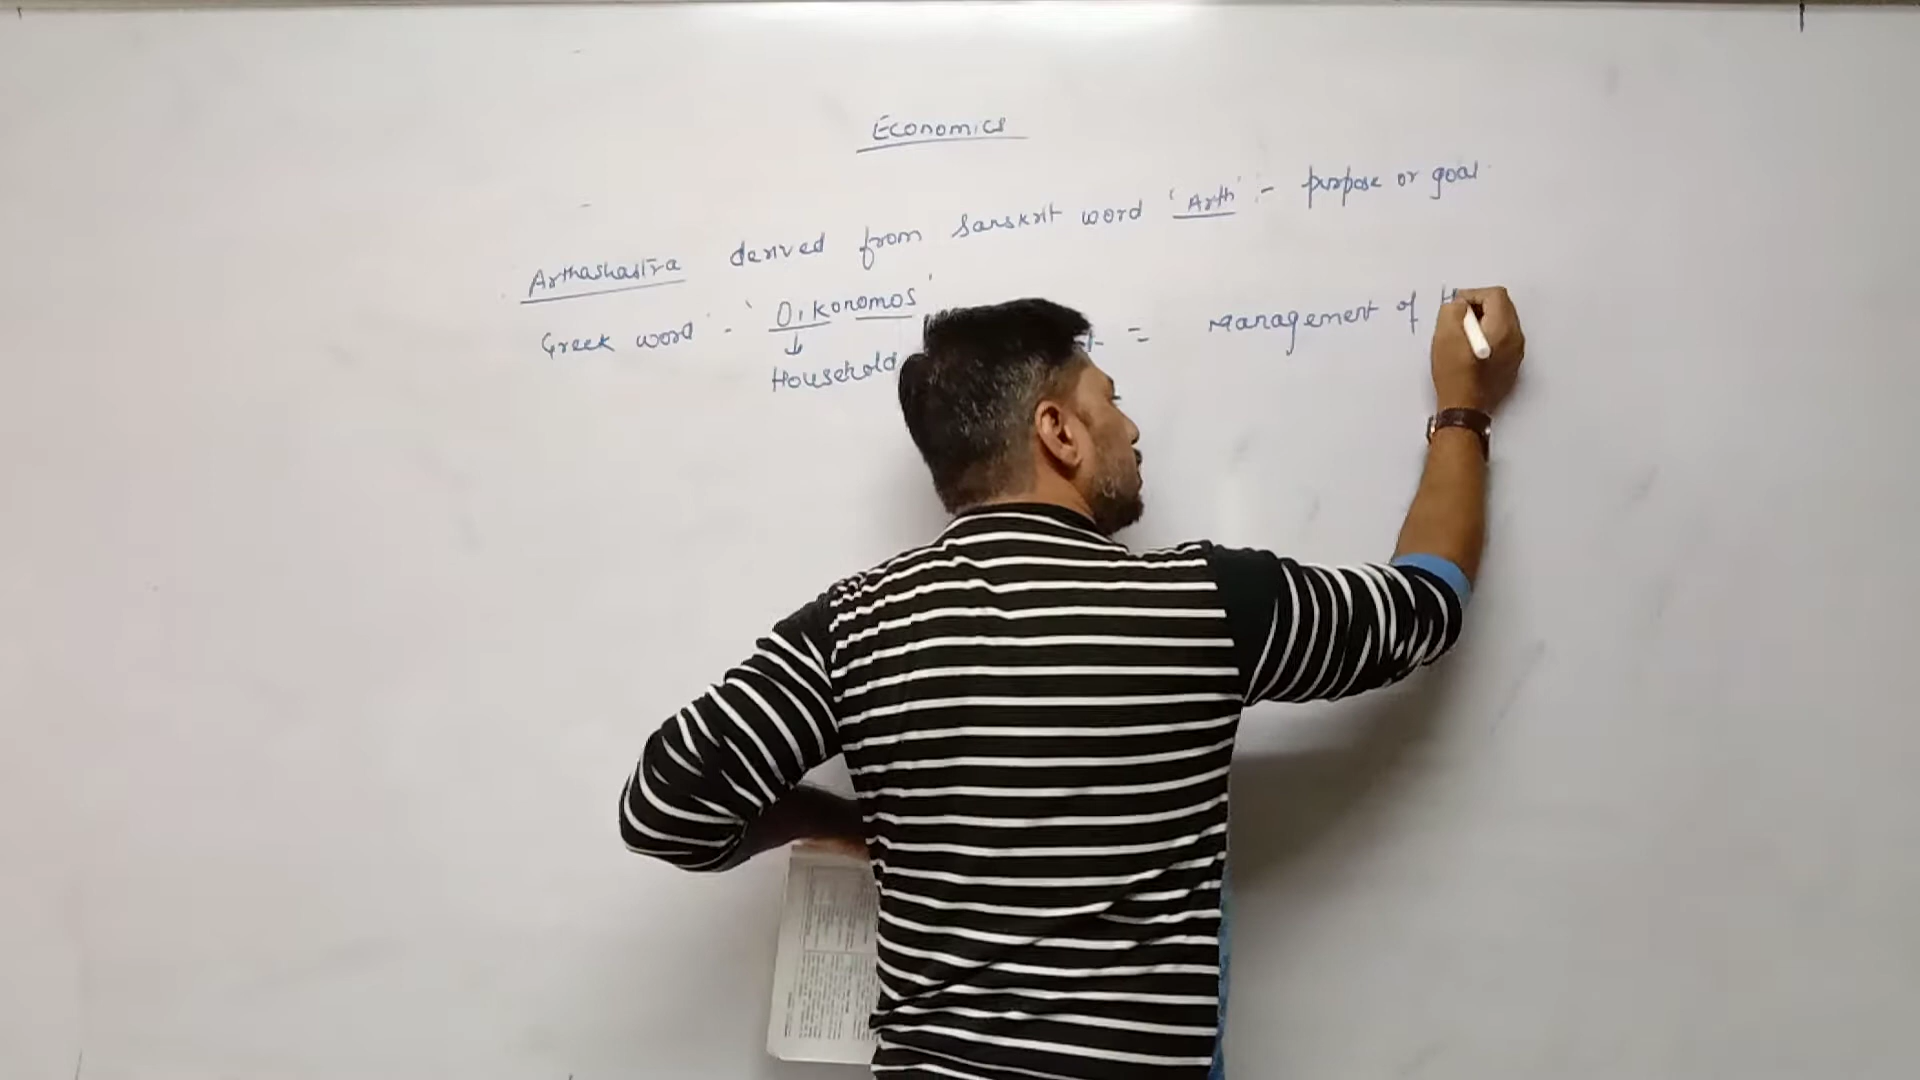 Economics
Arthashastra derived from Sanskrit word 'Arth' :- purpose or goal.
Greek word - 'Oikonomos' = Management of
↓
Household